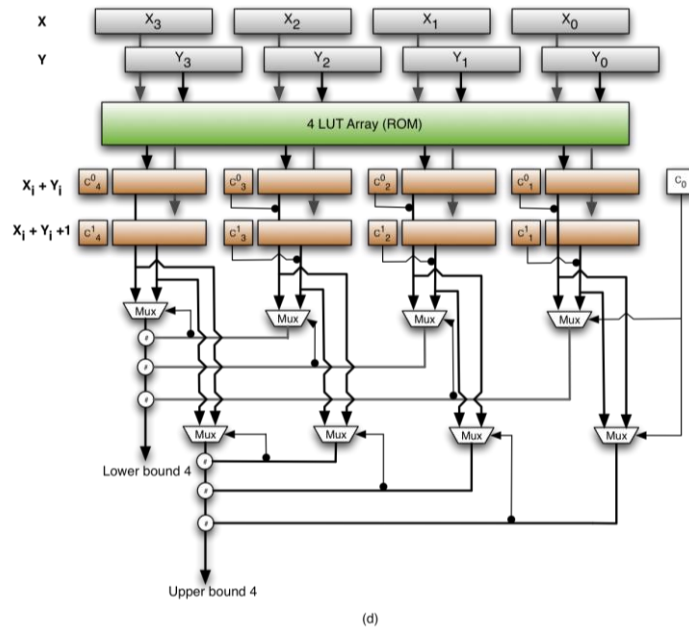 X X3 X2 X1 X0
Y Y3 Y2 Y1 Y0
4 LUT Array (ROM)
Xi + Yi C⁰4 C⁰3 C⁰2 C⁰1 C0
Xi + Yi +1 C¹4 C¹3 C¹2 C¹1
Mux Mux Mux Mux
Mux Mux Mux Mux
Lower bound 4
Upper bound 4
(d)